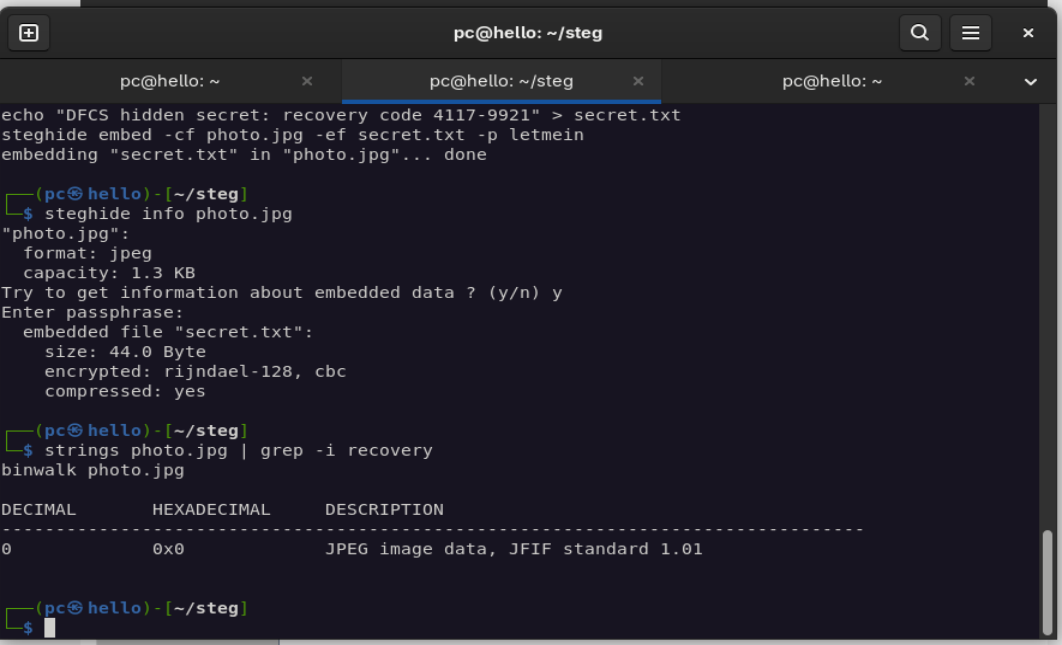 pc@hello: ~/steg
pc@hello: ~ × pc@hello: ~/steg × pc@hello: ~ ×
echo "DFCS hidden secret: recovery code 4117-9921" > secret.txt
steghide embed -cf photo.jpg -ef secret.txt -p letmein
embedding "secret.txt" in "photo.jpg"... done
┌──(pc㉿hello)-[~/steg]
└─$ steghide info photo.jpg
"photo.jpg":
  format: jpeg
  capacity: 1.3 KB
Try to get information about embedded data ? (y/n) y
Enter passphrase:
  embedded file "secret.txt":
    size: 44.0 Byte
    encrypted: rijndael-128, cbc
    compressed: yes
┌──(pc㉿hello)-[~/steg]
└─$ strings photo.jpg | grep -i recovery
binwalk photo.jpg
DECIMAL       HEXADECIMAL     DESCRIPTION
--------------------------------------------------------------------------------
0             0x0             JPEG image data, JFIF standard 1.01
┌──(pc㉿hello)-[~/steg]
└─$